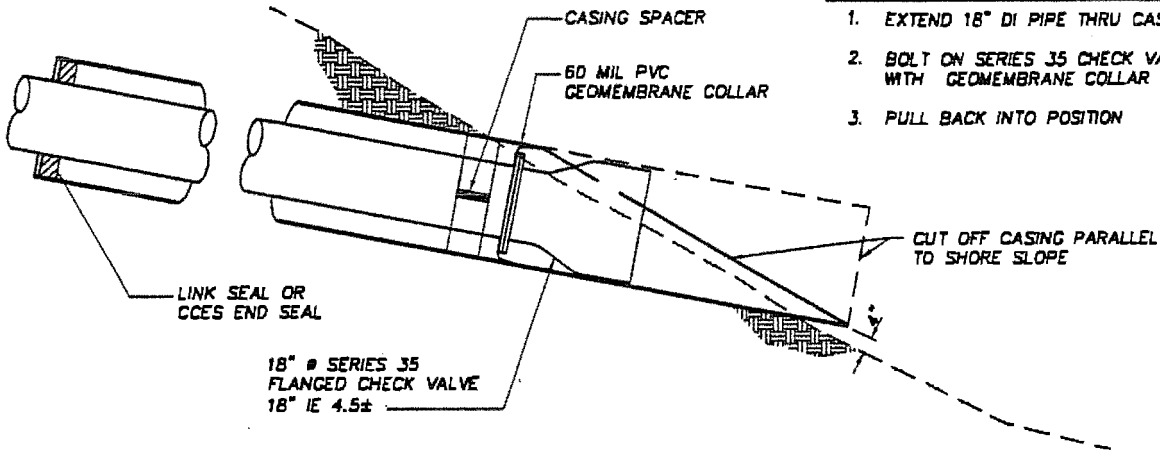 CASING SPACER
60 MIL PVC
GEOMEMBRANE COLLAR
1. EXTEND 18" DI PIPE THRU CAS
2. BOLT ON SERIES 35 CHECK VA
WITH GEOMEMBRANE COLLAR
3. PULL BACK INTO POSITION
CUT OFF CASING PARALLEL
TO SHORE SLOPE
4"
LINK SEAL OR
CCES END SEAL
18" ø SERIES 35
FLANGED CHECK VALVE
18" IE 4.5±